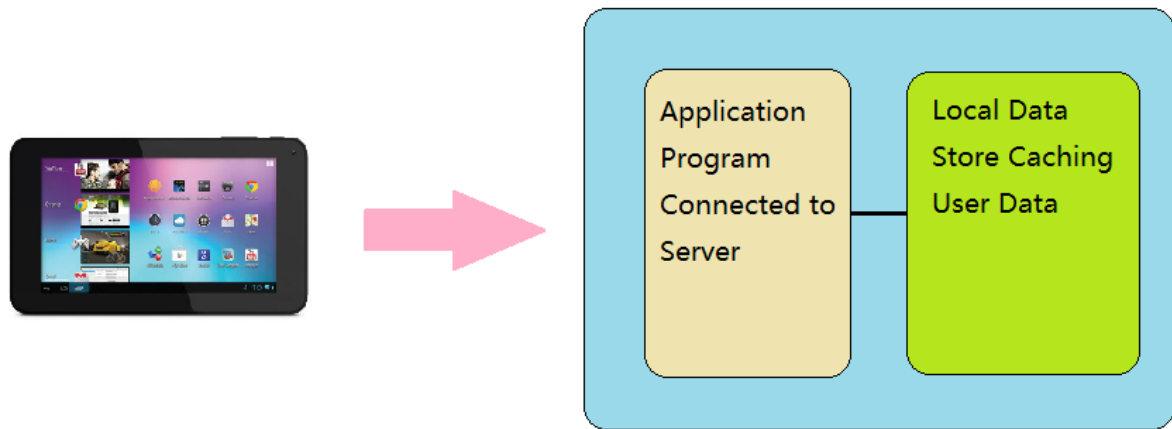 Application
Program
Connected to
Server
Local Data
Store Caching
User Data